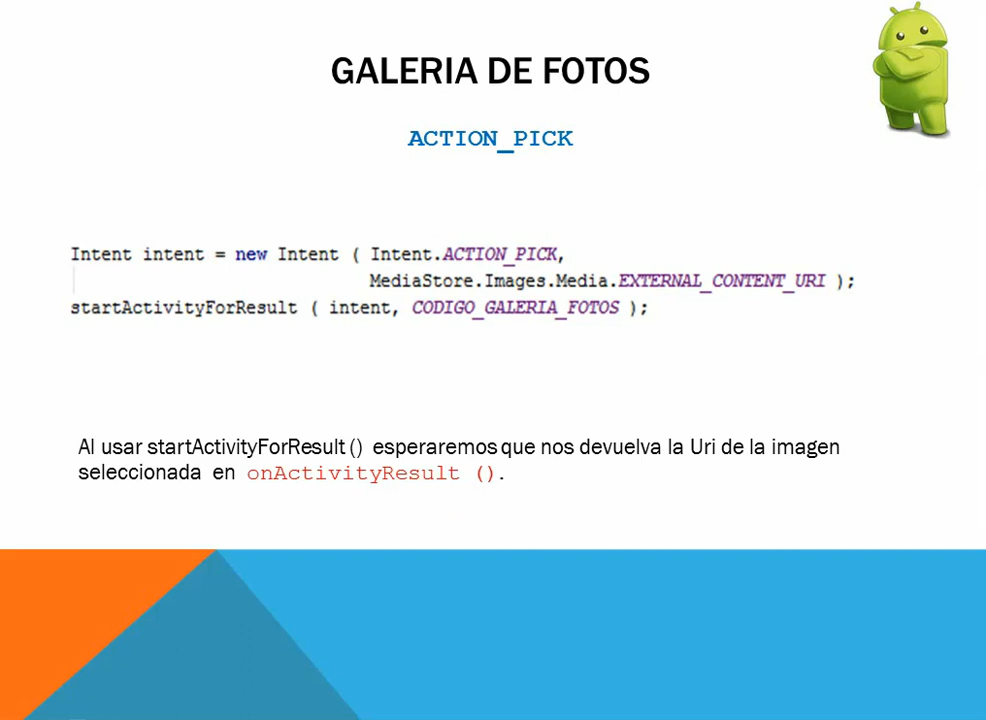 GALERIA DE FOTOS
ACTION_PICK
Intent intent = new Intent ( Intent.ACTION_PICK,
MediaStore.Images.Media.EXTERNAL_CONTENT_URI );
startActivityForResult ( intent, CODIGO_GALERIA_FOTOS );
Al usar startActivityForResult () esperaremos que nos devuelva la Uri de la imagen
seleccionada en onActivityResult ().